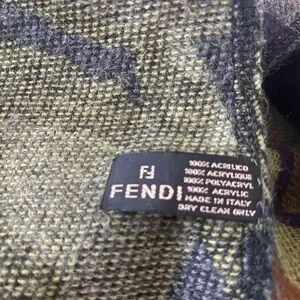 FF
FENDI
100% ACRILICO
100% ACRYLIQUE
100% POLYACRYL
100% ACRYLIC
MADE IN ITALY
DRY CLEAN ONLY